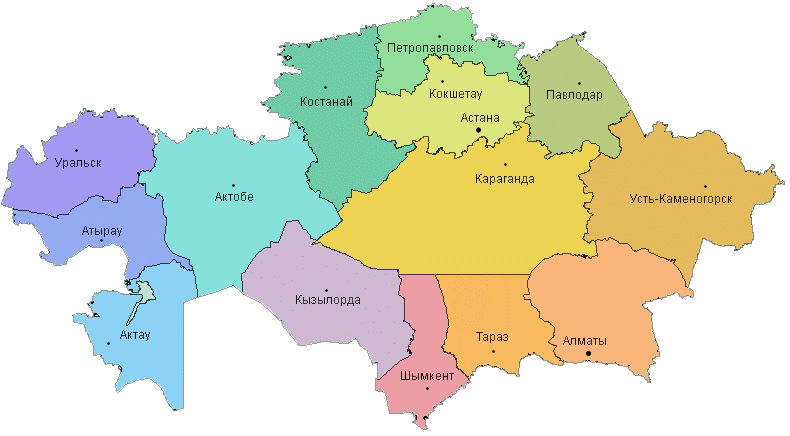 Петропавловск
Кокшетау
Костанай
Павлодар
Астана
Уральск
Караганда
Актобе
Усть-Каменогорск
Атырау
Кызылорда
Актау
Тараз
Алматы
Шымкент